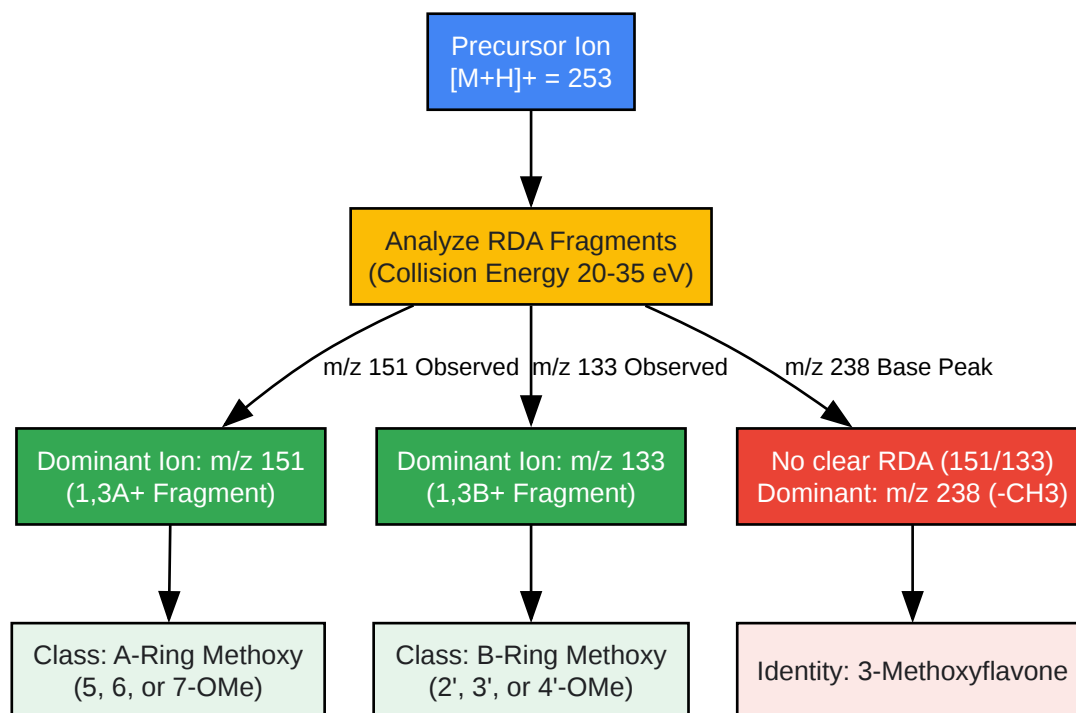 Precursor Ion
[M+H]+ = 253
Analyze RDA Fragments
(Collision Energy 20-35 eV)
m/z 151 Observed
m/z 133 Observed
m/z 238 Base Peak
Dominant Ion: m/z 151
(1,3A+ Fragment)
Dominant Ion: m/z 133
(1,3B+ Fragment)
No clear RDA (151/133)
Dominant: m/z 238 (-CH3)
Class: A-Ring Methoxy
(5, 6, or 7-OMe)
Class: B-Ring Methoxy
(2', 3', or 4'-OMe)
Identity: 3-Methoxyflavone